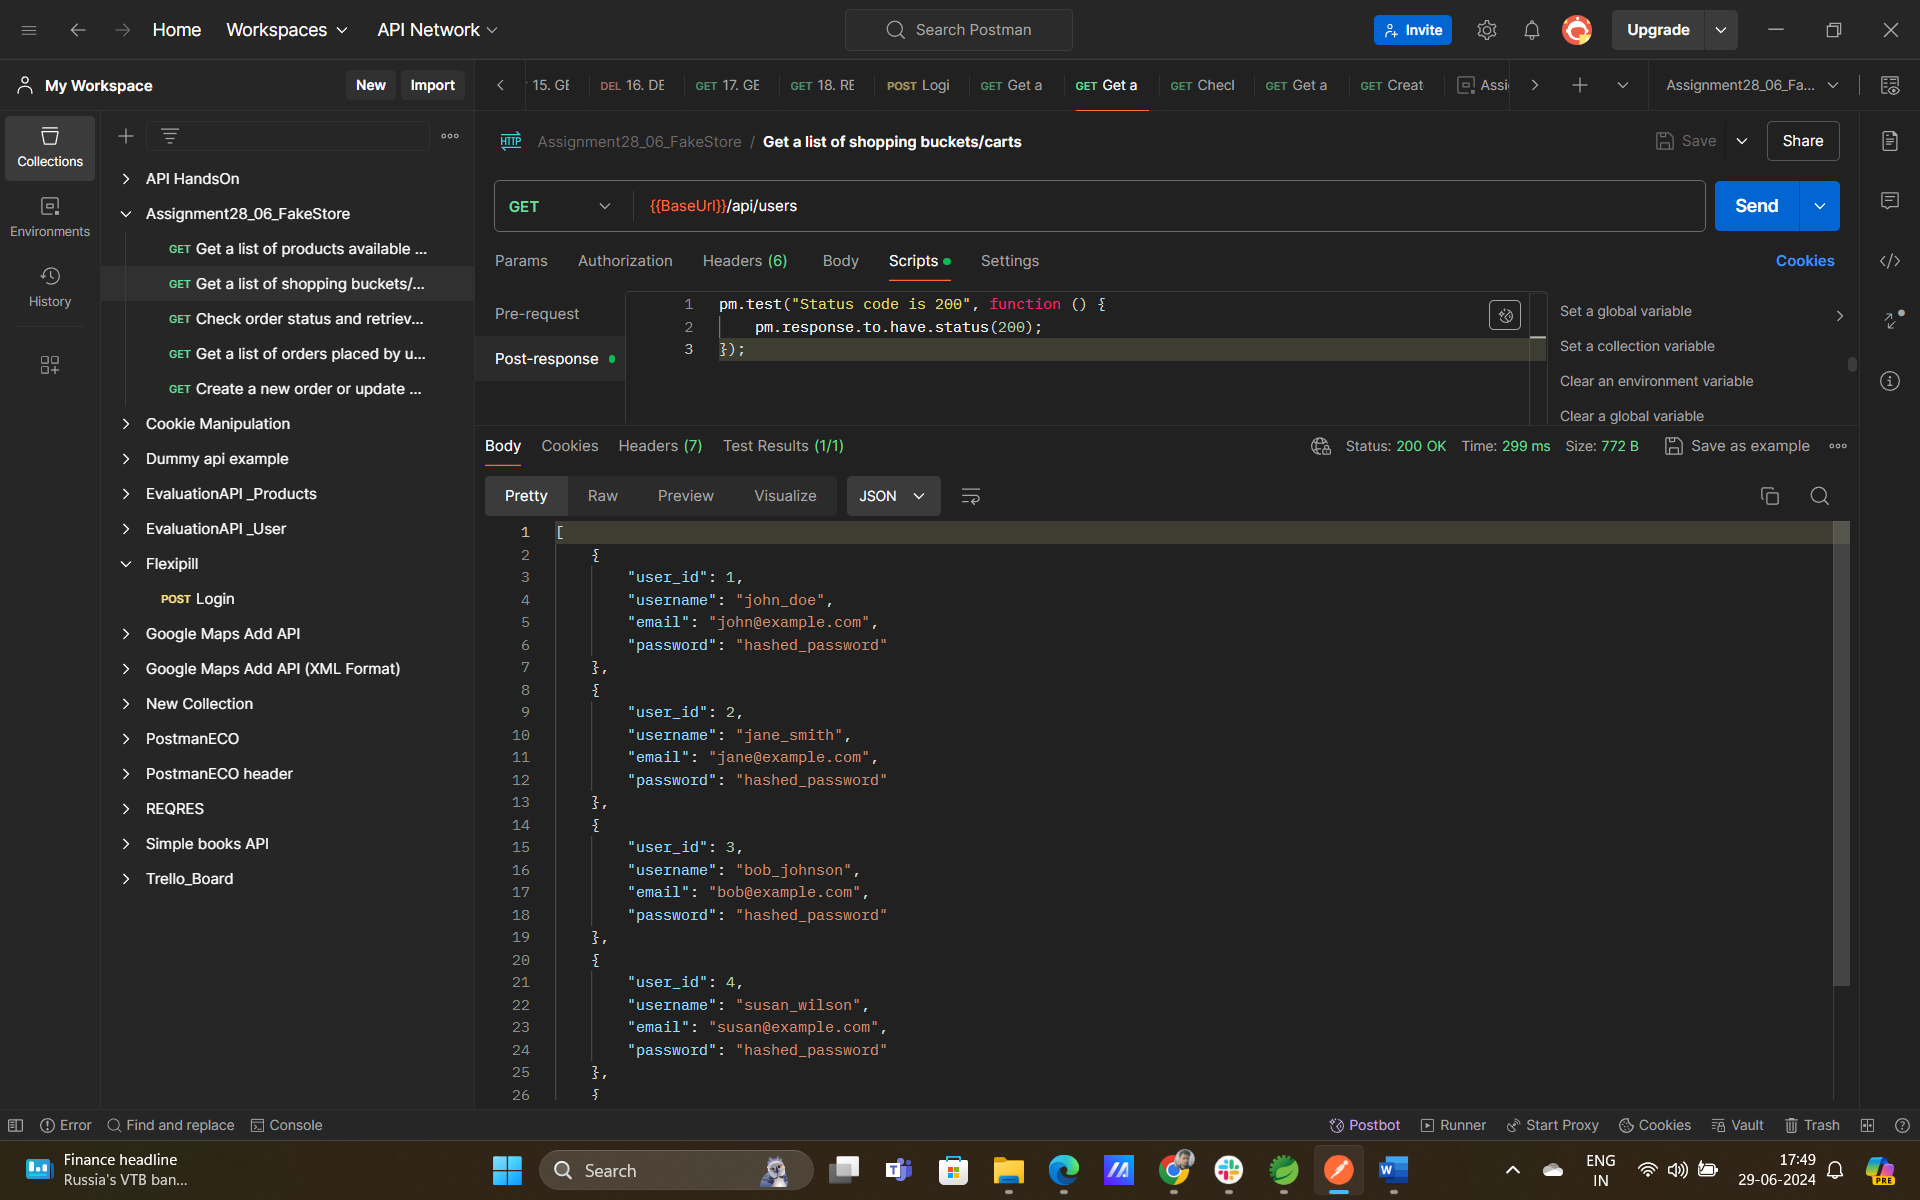 Home
Workspaces
API Network
Search Postman
Invite
Upgrade
My Workspace
New
Import
15. GE
DEL 16. DE
GET 17. GE
GET 18. RE
POST Logi
GET Get a
GET Get a
GET Checl
GET Get a
GET Creat
Assi
Assignment28_06_Fa...
Collections
Environments
History
API HandsOn
Assignment28_06_FakeStore
GET Get a list of products available ...
GET Get a list of shopping buckets/...
GET Check order status and retriev...
GET Get a list of orders placed by u...
GET Create a new order or update ...
Cookie Manipulation
Dummy api example
EvaluationAPI _Products
EvaluationAPI _User
Flexipill
POST Login
Google Maps Add API
Google Maps Add API (XML Format)
New Collection
PostmanECO
PostmanECO header
REQRES
Simple books API
Trello_Board
HTTP
Assignment28_06_FakeStore / Get a list of shopping buckets/carts
Save
Share
GET
{{BaseUrl}}/api/users
Send
Params
Authorization
Headers (6)
Body
Scripts
Settings
Cookies
Pre-request
Post-response
1 pm.test("Status code is 200", function () {
2 pm.response.to.have.status(200);
3 });
Set a global variable
Set a collection variable
Clear an environment variable
Clear a global variable
Body
Cookies
Headers (7)
Test Results (1/1)
Status: 200 OK
Time: 299 ms
Size: 772 B
Save as example
Pretty
Raw
Preview
Visualize
JSON
1 [
2 {
3 "user_id": 1,
4 "username": "john_doe",
5 "email": "john@example.com",
6 "password": "hashed_password"
7 },
8 {
9 "user_id": 2,
10 "username": "jane_smith",
11 "email": "jane@example.com",
12 "password": "hashed_password"
13 },
14 {
15 "user_id": 3,
16 "username": "bob_johnson",
17 "email": "bob@example.com",
18 "password": "hashed_password"
19 },
20 {
21 "user_id": 4,
22 "username": "susan_wilson",
23 "email": "susan@example.com",
24 "password": "hashed_password"
25 },
26 {
Error
Find and replace
Console
Postbot
Runner
Start Proxy
Cookies
Vault
Trash
Finance headline
Russia's VTB ban...
Search
W
ENG
IN
17:49
29-06-2024
PRE